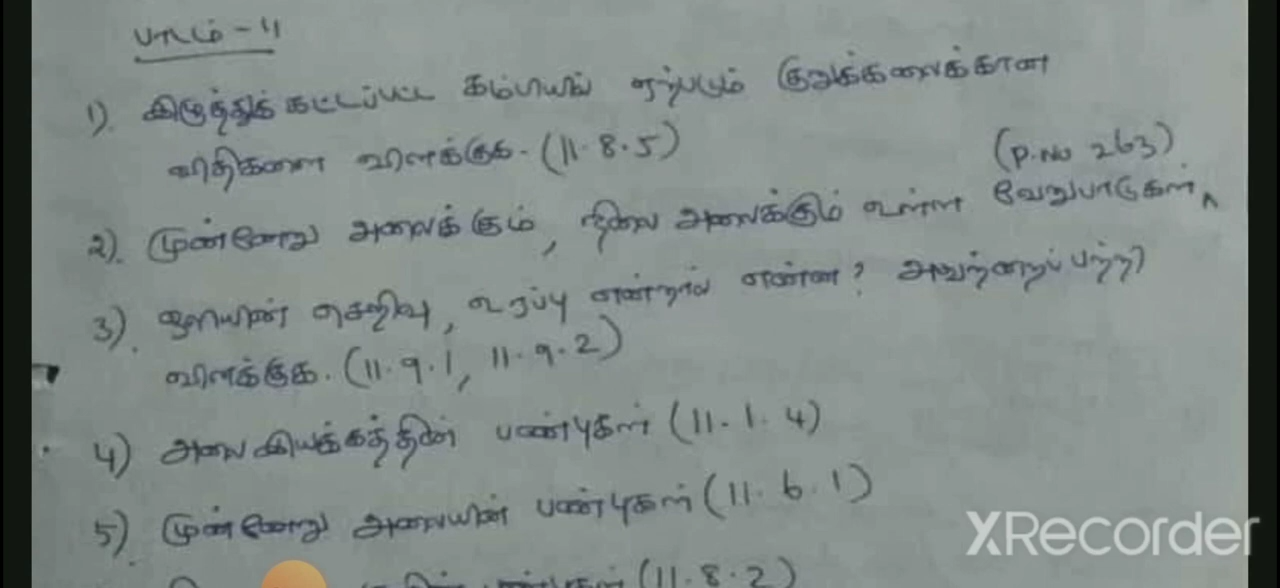 பாடம் - 11
1). இழுத்துக் கட்டப்பட்ட கம்பியில் ஏற்படும் குறுக்கலைக்கான
விதிகளை விளக்குக. (11.8.5)
(P.No 263)
2). முன்னேறு அலைக்கும், நிலை அலைக்கும் உள்ள வேறுபாடுகள்
3). ஒலியின் செறிவு, உரப்பு என்றால் என்ன? அவற்றைப் பற்றி
விளக்குக. (11.9.1, 11.9.2)
4) அலை இயக்கத்தின் பண்புகள் (11.1.4)
5) முன்னேறு அலையின் பண்புகள் (11.6.1)
(11.8.2)
XRecorder